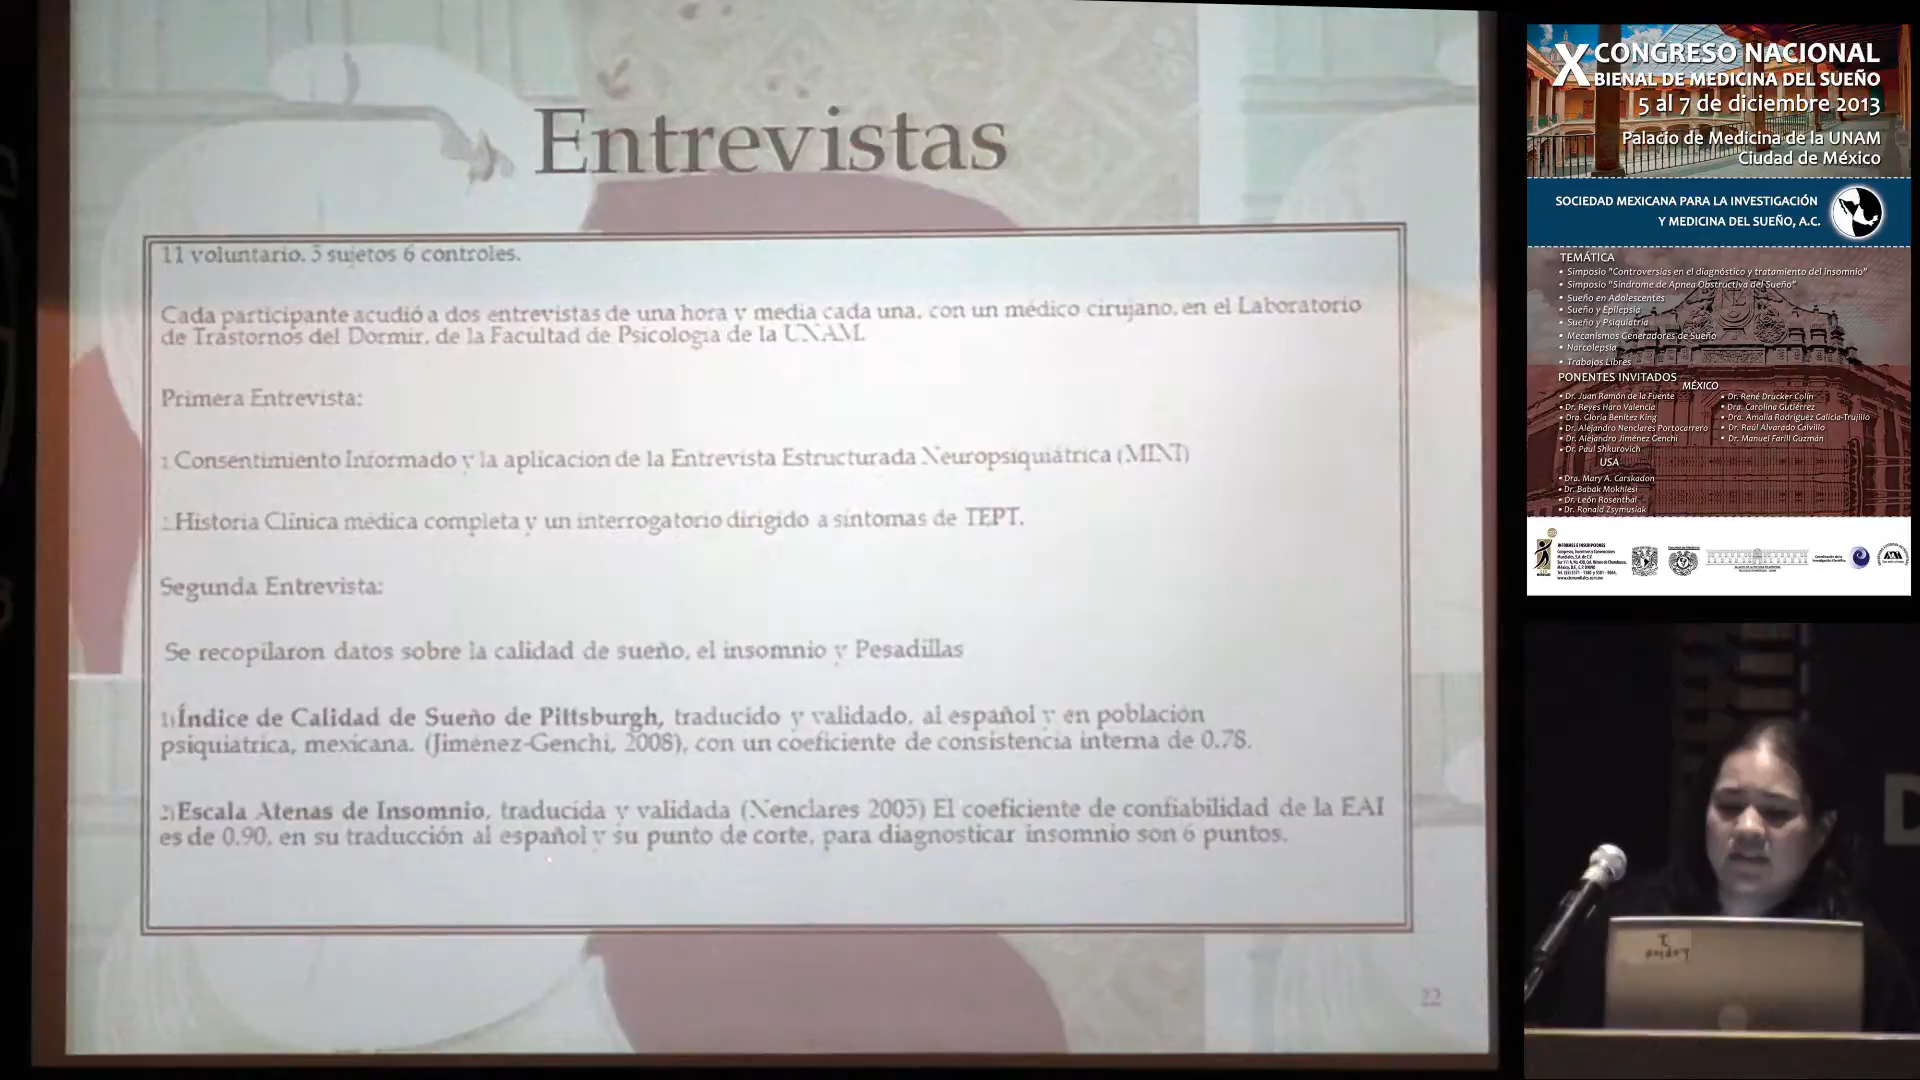 Entrevistas
11 voluntario. 5 sujetos 6 controles.
Cada participante acudió a dos entrevistas de una hora y media cada una, con un médico cirujano, en el Laboratorio
de Trastornos del Dormir, de la Facultad de Psicologia de la UNAM.
Primera Entrevista:
1 Consentimiento Informado y la aplicacion de la Entrevista Estructurada Neuropsiquiátrica (MINI)
2 Historia Clínica medica completa y un interrogatorio dirigido a sintomas de TEPT.
Segunda Entrevista:
Se recopilaron datos sobre la calidad de sueño, el insomnio y Pesadillas
1) Índice de Calidad de Sueño de Pittsburgh, traducido y validado, al español y en población
psiquiatrica, mexicana. (Jiménez-Genchi, 2008), con un coeficiente de consistencia interna de 0.78.
2) Escala Atenas de Insomnio, traducida y validada (Nenclares 2005) El coeficiente de confiabilidad de la EAI
es de 0.90, en su traducción al español y su punto de corte, para diagnosticar insomnio son 6 puntos.
22
X CONGRESO NACIONAL
BIENAL DE MEDICINA DEL SUEÑO
5 al 7 de diciembre 2013
Palacio de Medicina de la UNAM
Ciudad de México
SOCIEDAD MEXICANA PARA LA INVESTIGACIÓN
Y MEDICINA DEL SUEÑO, A.C.
TEMÁTICA
• Simposio "Controversias en el diagnóstico y tratamiento del Insomnio"
• Simposio "Síndrome de Apnea Obstructiva del Sueño"
• Sueño en Adolescentes
• Sueño y Epilepsia
• Sueño y Psiquiatría
• Mecanismos Generadores de Sueño
• Narcolepsia
• Trabajos Libres
PONENTES INVITADOS
MÉXICO
• Dr. Juan Ramón de la Fuente
• Dr. Reyes Haro Valencia
• Dra. Gloria Benítez King
• Dr. Alejandro Nenclares Portocarrero
• Dr. Alejandro Jiménez Genchi
• Dr. Paul Shkurovich
• Dr. René Drucker Colín
• Dra. Carolina Gutiérrez
• Dra. Amalia Rodríguez Galicia-Trujillo
• Dr. Raúl Alvarado Calvillo
• Dr. Manuel Farill Guzmán
USA
• Dra. Mary A. Carskadon
• Dr. Babak Mokhlesi
• Dr. León Rosenthal
• Dr. Ronald Zsymusiak
INFORMES E INSCRIPCIONES